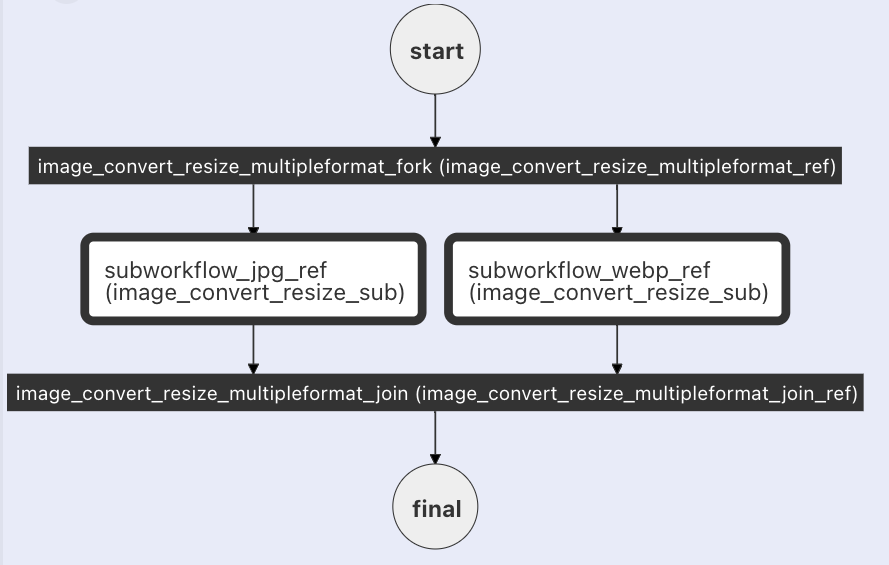 start
image_convert_resize_multipleformat_fork (image_convert_resize_multipleformat_ref)
subworkflow_jpg_ref
(image_convert_resize_sub)
subworkflow_webp_ref
(image_convert_resize_sub)
image_convert_resize_multipleformat_join (image_convert_resize_multipleformat_join_ref)
final